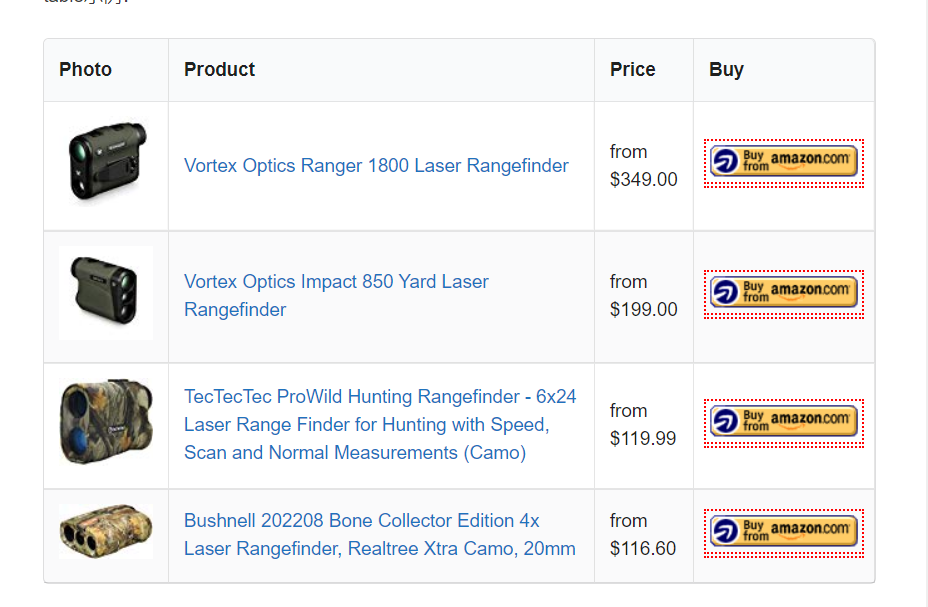 Photo Product Price Buy
Vortex Optics Ranger 1800 Laser Rangefinder
from
$349.00
Buy from amazon.com
Vortex Optics Impact 850 Yard Laser
Rangefinder
from
$199.00
Buy from amazon.com
TecTecTec ProWild Hunting Rangefinder - 6x24
Laser Range Finder for Hunting with Speed,
Scan and Normal Measurements (Camo)
from
$119.99
Buy from amazon.com
Bushnell 202208 Bone Collector Edition 4x
Laser Rangefinder, Realtree Xtra Camo, 20mm
from
$116.60
Buy from amazon.com